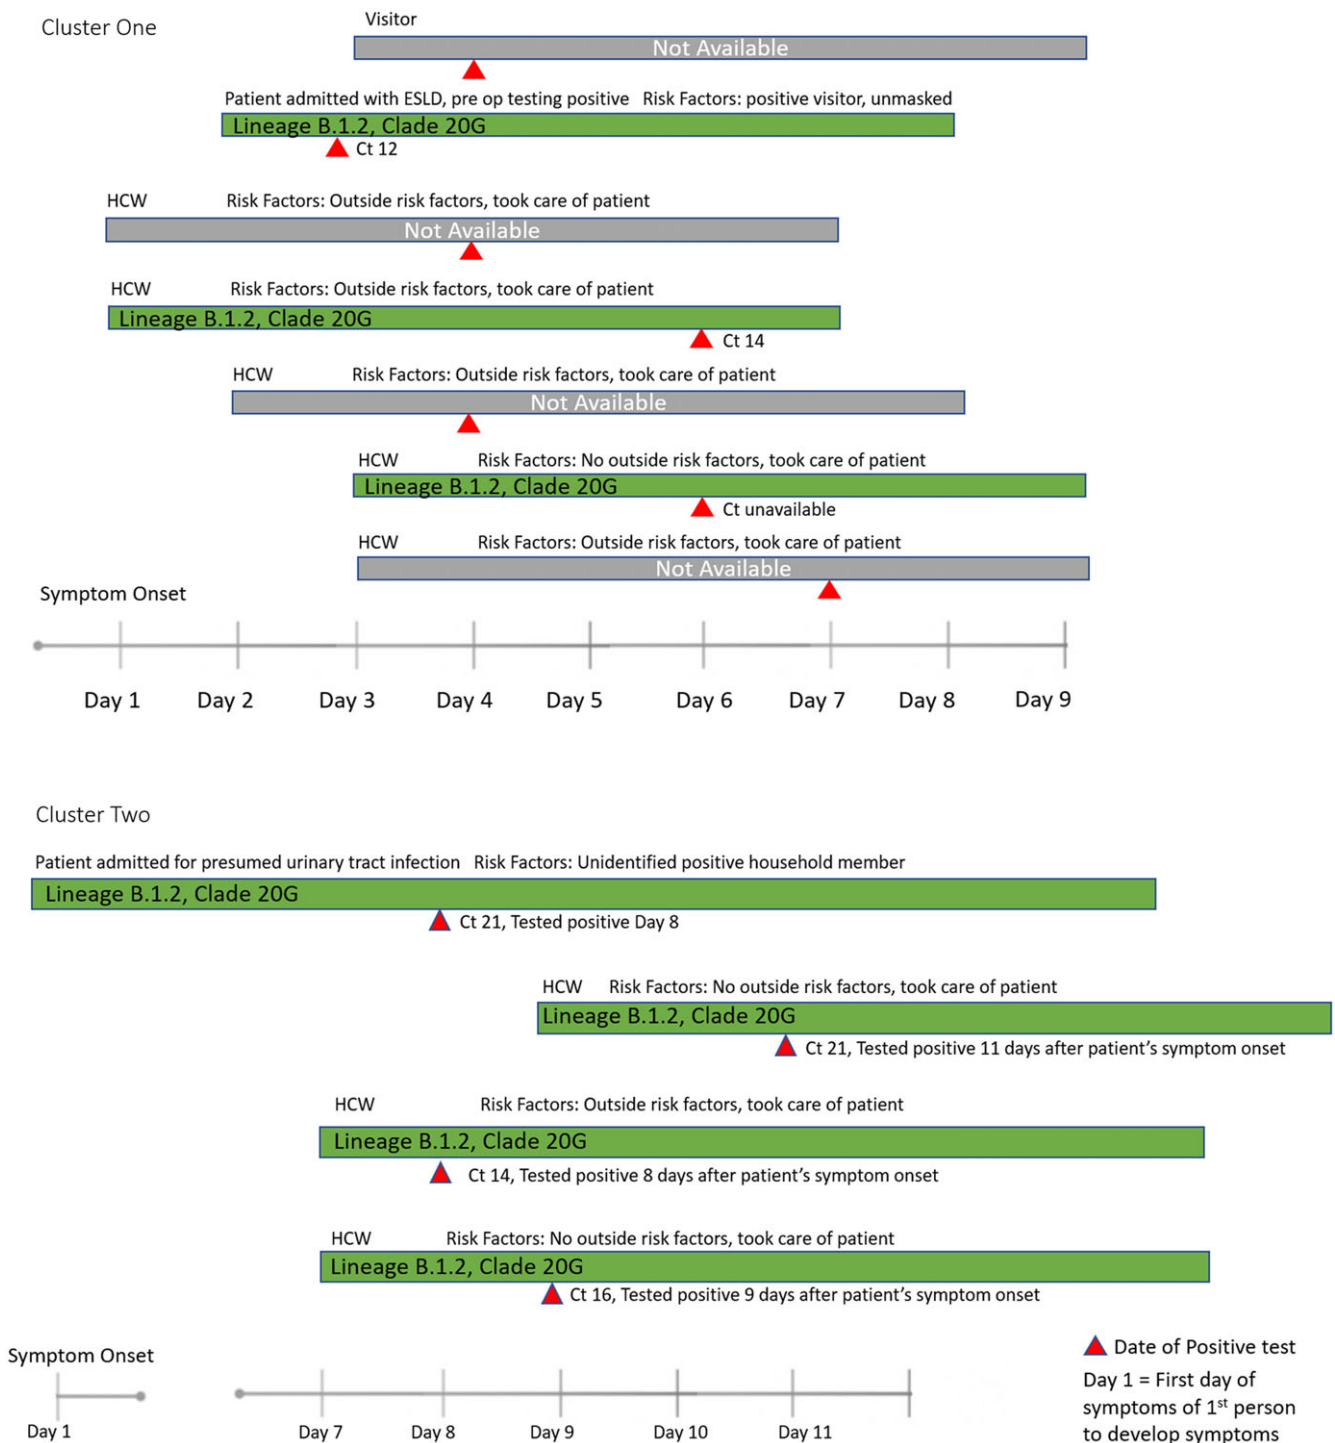 Cluster One
Visitor
Not Available
Patient admitted with ESLD, pre op testing positive Risk Factors: positive visitor, unmasked
Lineage B.1.2, Clade 20G
Ct 12
HCW Risk Factors: Outside risk factors, took care of patient
Not Available
HCW Risk Factors: Outside risk factors, took care of patient
Lineage B.1.2, Clade 20G
Ct 14
HCW Risk Factors: Outside risk factors, took care of patient
Not Available
HCW Risk Factors: No outside risk factors, took care of patient
Lineage B.1.2, Clade 20G
Ct unavailable
HCW Risk Factors: Outside risk factors, took care of patient
Not Available
Symptom Onset
Day 1 Day 2 Day 3 Day 4 Day 5 Day 6 Day 7 Day 8 Day 9
Cluster Two
Patient admitted for presumed urinary tract infection Risk Factors: Unidentified positive household member
Lineage B.1.2, Clade 20G
Ct 21, Tested positive Day 8
HCW Risk Factors: No outside risk factors, took care of patient
Lineage B.1.2, Clade 20G
Ct 21, Tested positive 11 days after patient's symptom onset
HCW Risk Factors: Outside risk factors, took care of patient
Lineage B.1.2, Clade 20G
Ct 14, Tested positive 8 days after patient's symptom onset
HCW Risk Factors: No outside risk factors, took care of patient
Lineage B.1.2, Clade 20G
Ct 16, Tested positive 9 days after patient's symptom onset
Symptom Onset
Day 1 Day 7 Day 8 Day 9 Day 10 Day 11
Date of Positive test
Day 1 = First day of
symptoms of 1st person
to develop symptoms